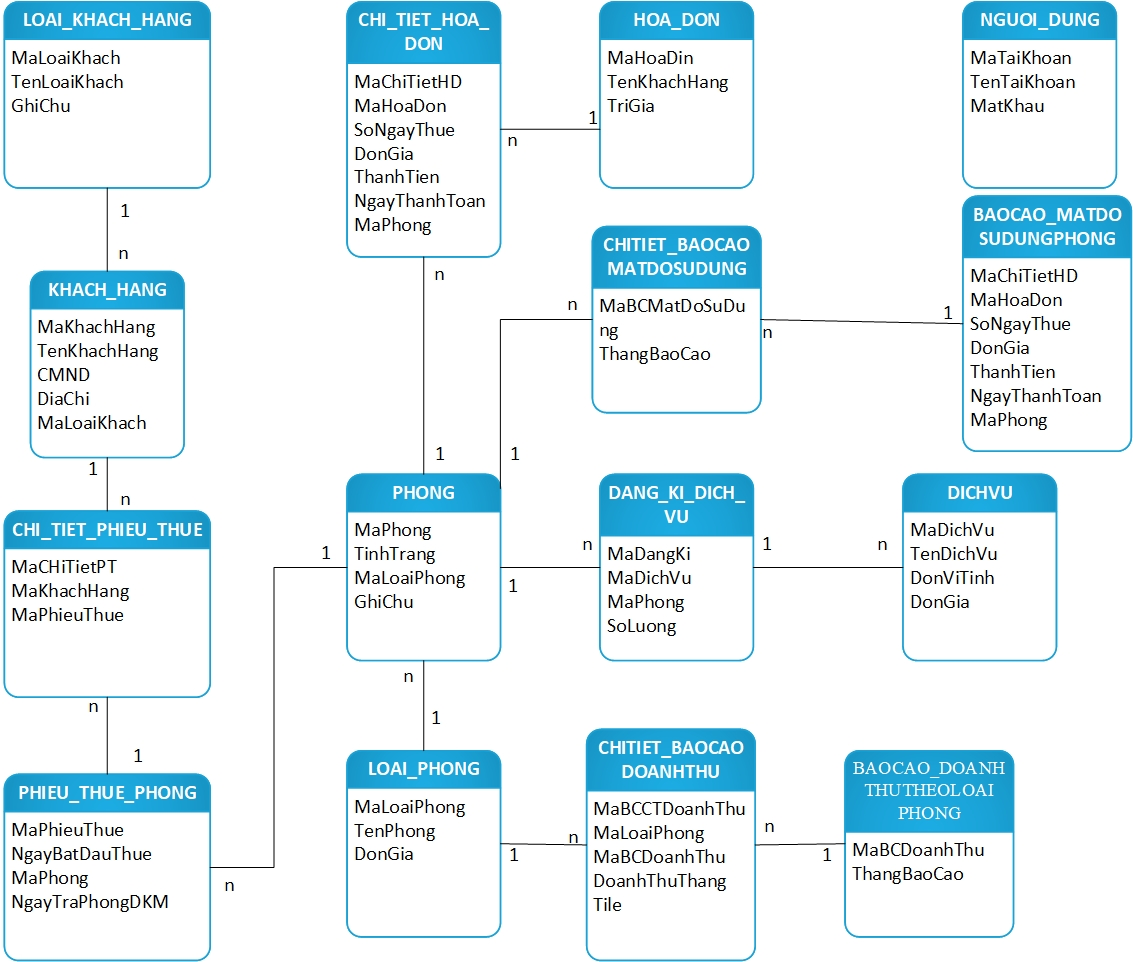 LOAI_KHACH_HANG
MaLoaiKhach
TenLoaiKhach
GhiChu
1
n
KHACH_HANG
MaKhachHang
TenKhachHang
CMND
DiaChi
MaLoaiKhach
1
n
CHI_TIET_PHIEU_THUE
MaCHiTietPT
MaKhachHang
MaPhieuThue
n
1
PHIEU_THUE_PHONG
MaPhieuThue
NgayBatDauThue
MaPhong
NgayTraPhongDKM
n
1
CHI_TIET_HOA_
DON
MaChiTietHD
MaHoaDon
SoNgayThue
DonGia
ThanhTien
NgayThanhToan
MaPhong
n
1
HOA_DON
MaHoaDin
TenKhachHang
TriGia
n
1
PHONG
MaPhong
TinhTrang
MaLoaiPhong
GhiChu
n
1
LOAI_PHONG
MaLoaiPhong
TenPhong
DonGia
n
1
CHITIET_BAOCAO
MATDOSUDUNG
MaBCMatDoSuDu
ng
ThangBaoCao
n
1
BAOCAO_MATDO
SUDUNGPHONG
MaChiTietHD
MaHoaDon
SoNgayThue
DonGia
ThanhTien
NgayThanhToan
MaPhong
NGUOI_DUNG
MaTaiKhoan
TenTaiKhoan
MatKhau
n
1
DANG_KI_DICH_
VU
MaDangKi
MaDichVu
MaPhong
SoLuong
1
n
DICHVU
MaDichVu
TenDichVu
DonViTinh
DonGia
1
n
CHITIET_BAOCAO
DOANHTHU
MaBCCTDoanhThu
MaLoaiPhong
MaBCDoanhThu
DoanhThuThang
Tile
n
1
BAOCAO_DOANH
THUTHEOLOAI
PHONG
MaBCDoanhThu
ThangBaoCao